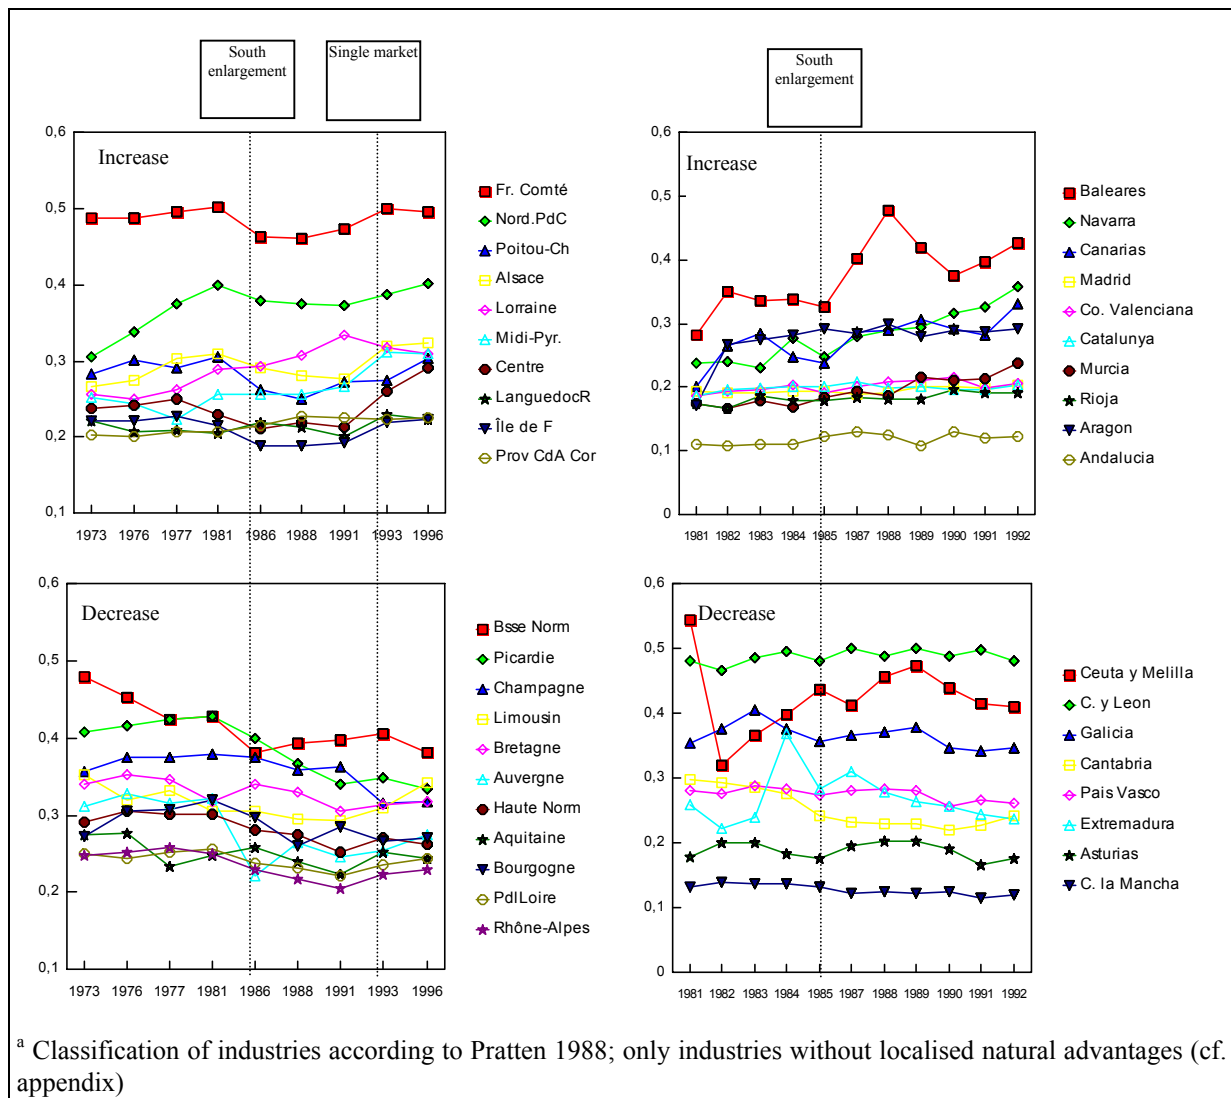 South
enlargement
Single market
South
enlargement
0,6
0,5
0,4
0,3
0,2
0,1
Increase
1973 1976 1977 1981 1986 1988 1991 1993 1996
Fr. Comté
Nord.PdC
Poitou-Ch
Alsace
Lorraine
Midi-Pyr.
Centre
LanguedocR
Île de F
Prov CdA Cor
0,6
0,5
0,4
0,3
0,2
0,1
0
Increase
1981 1982 1983 1984 1985 1987 1988 1989 1990 1991 1992
Baleares
Navarra
Canarias
Madrid
Co. Valenciana
Catalunya
Murcia
Rioja
Aragon
Andalucia
0,6
0,5
0,4
0,3
0,2
0,1
Decrease
1973 1976 1977 1981 1986 1988 1991 1993 1996
Bsse Norm
Picardie
Champagne
Limousin
Bretagne
Auvergne
Haute Norm
Aquitaine
Bourgogne
PdlLoire
Rhône-Alpes
0,6
0,5
0,4
0,3
0,2
0,1
0
Decrease
1981 1982 1983 1984 1985 1987 1988 1989 1990 1991 1992
Ceuta y Melilla
C. y Leon
Galicia
Cantabria
Pais Vasco
Extremadura
Asturias
C. la Mancha
a Classification of industries according to Pratten 1988; only industries without localised natural advantages (cf.
appendix)